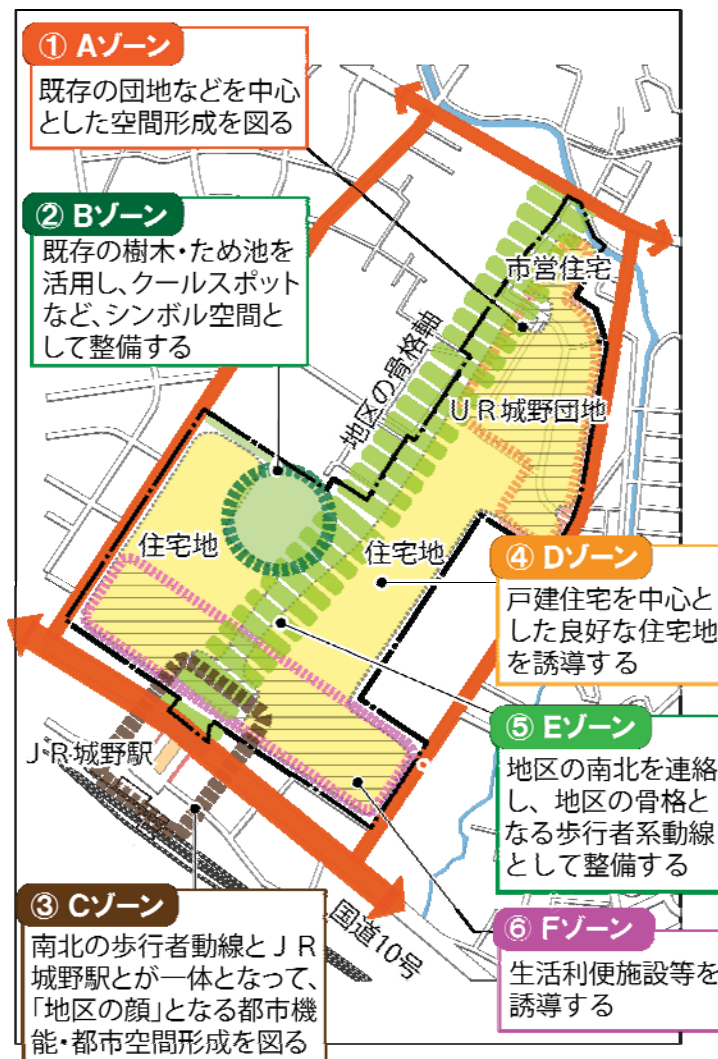 ① Aゾーン
既存の団地などを中心
とした空間形成を図る
② Bゾーン
既存の樹木・ため池を
活用し、クールスポット
など、シンボル空間と
して整備する
市営住宅
地区の骨格軸
UR城野団地
住宅地
住宅地
④ Dゾーン
戸建住宅を中心と
した良好な住宅地
を誘導する
JR城野駅
⑤ Eゾーン
地区の南北を連絡
し、地区の骨格と
なる歩行者系動線
として整備する
③ Cゾーン
南北の歩行者動線とJR
城野駅とが一体となって、
「地区の顔」となる都市機
能・都市空間形成を図る
国道10号
⑥ Fゾーン
生活利便施設等を
誘導する